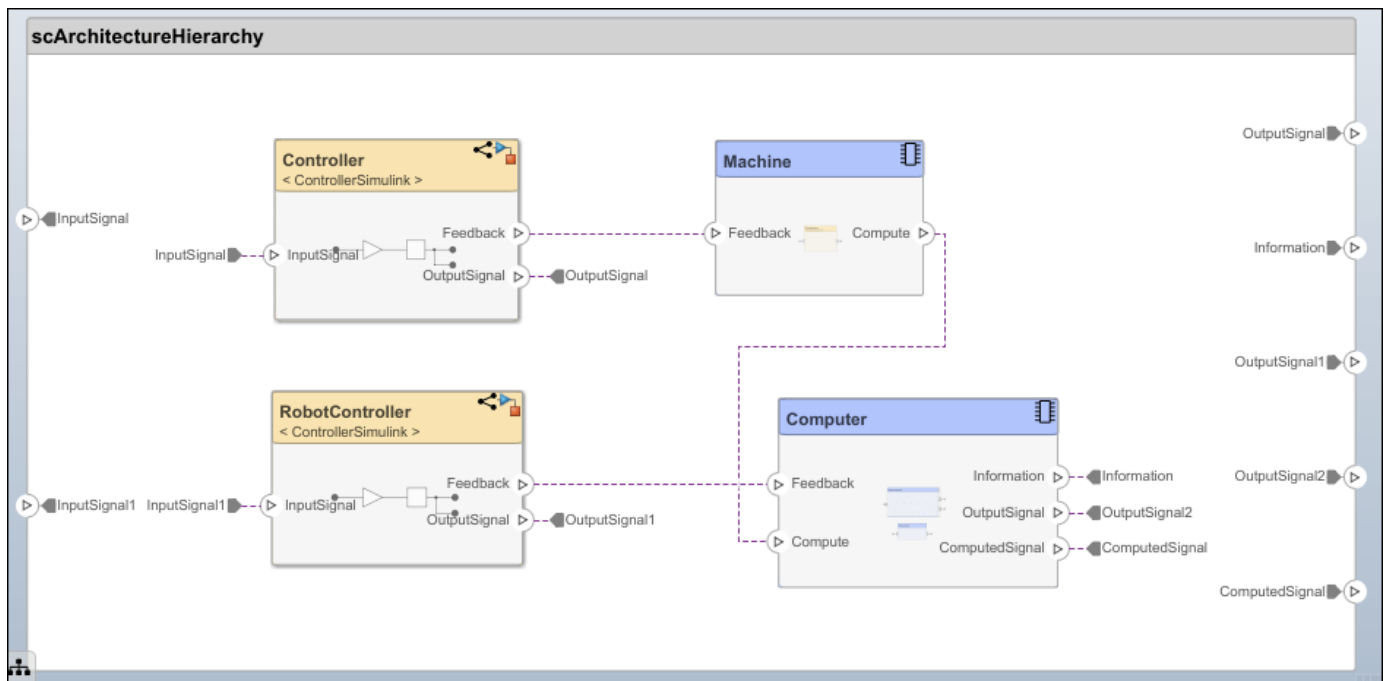 scArchitectureHierarchy
OutputSignal
Controller
< ControllerSimulink >
Machine
InputSignal
Feedback
Feedback
Compute
InputSignal
InputSignal
Information
OutputSignal
OutputSignal
OutputSignal1
RobotController
< ControllerSimulink >
Computer
Feedback
Feedback
Information
Information
OutputSignal2
InputSignal1
InputSignal1
InputSignal
OutputSignal
OutputSignal1
OutputSignal
OutputSignal2
Compute
ComputedSignal
ComputedSignal
ComputedSignal